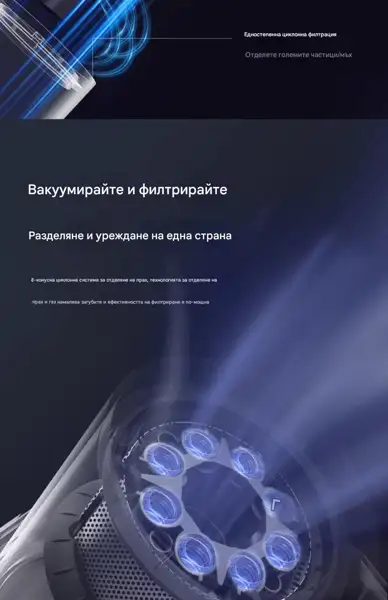 Едностепенна циклонна филтрация
Отделете големите частици/мъх
Вакуумирайте и филтрирайте
Разделяне и уреждане на една страна
8-конусна циклонна система за отделяне на прах, технологията за отделяне на
прах и газ намалява загубите и ефективността на филтриране е по-мощна
Г